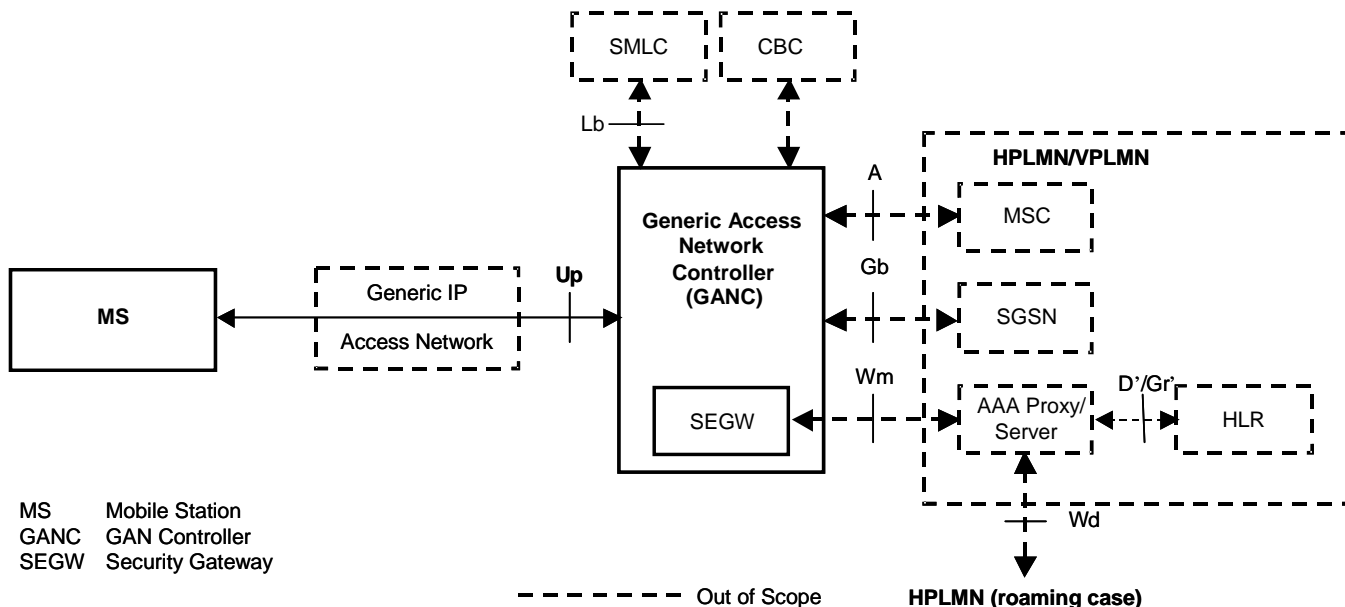 SMLC
CBC
Lb
HPLMN/VPLMN
A
MSC
Generic Access
Network
Controller
(GANC)
Gb
Up
Generic IP
MS
SGSN
Access Network
Wm
D’/Gr’
SEGW
AAA Proxy/
Server
HLR
MS Mobile Station
GANC GAN Controller
SEGW Security Gateway
Wd
Out of Scope
HPLMN (roaming case)